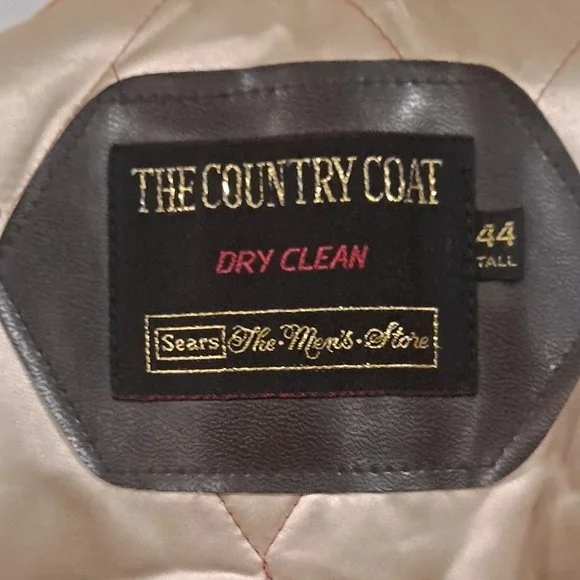 THE COUNTRY COAT
DRY CLEAN
44
TALL
Sears The·Men's·Store